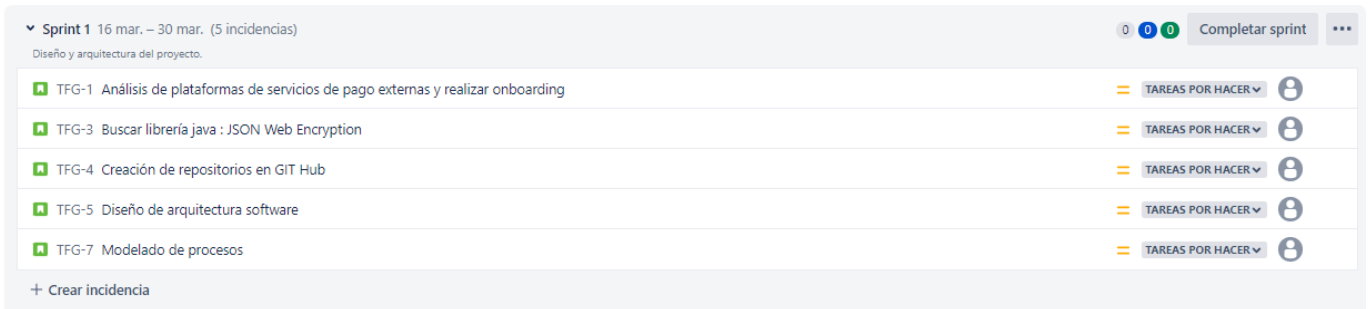 Sprint 1 16 mar. – 30 mar. (5 incidencias) 0 0 0 Completar sprint
Diseño y arquitectura del proyecto.
TFG-1 Análisis de plataformas de servicios de pago externas y realizar onboarding TAREAS POR HACER
TFG-3 Buscar librería java : JSON Web Encryption TAREAS POR HACER
TFG-4 Creación de repositorios en GIT Hub TAREAS POR HACER
TFG-5 Diseño de arquitectura software TAREAS POR HACER
TFG-7 Modelado de procesos TAREAS POR HACER
+ Crear incidencia